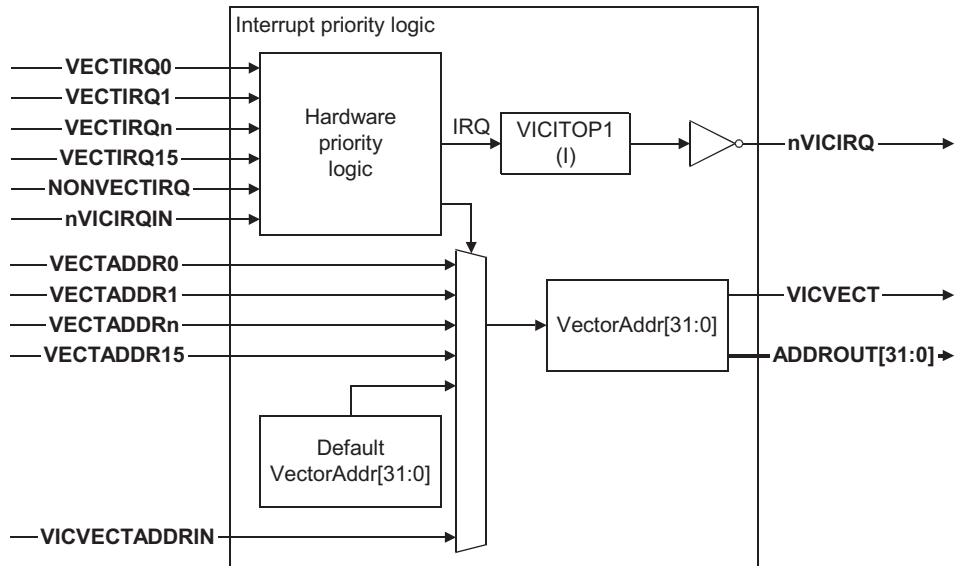 Interrupt priority logic
VECTIRQ0
VECTIRQ1
VECTIRQn
VECTIRQ15
NONVECTIRQ
nVICIRQIN
Hardware
priority
logic
IRQ
VICITOP1
(I)
nVICIRQ
VECTADDR0
VECTADDR1
VECTADDRn
VECTADDR15
VectorAddr[31:0]
VICVECT
ADDROUT[31:0]
Default
VectorAddr[31:0]
VICVECTADDRIN